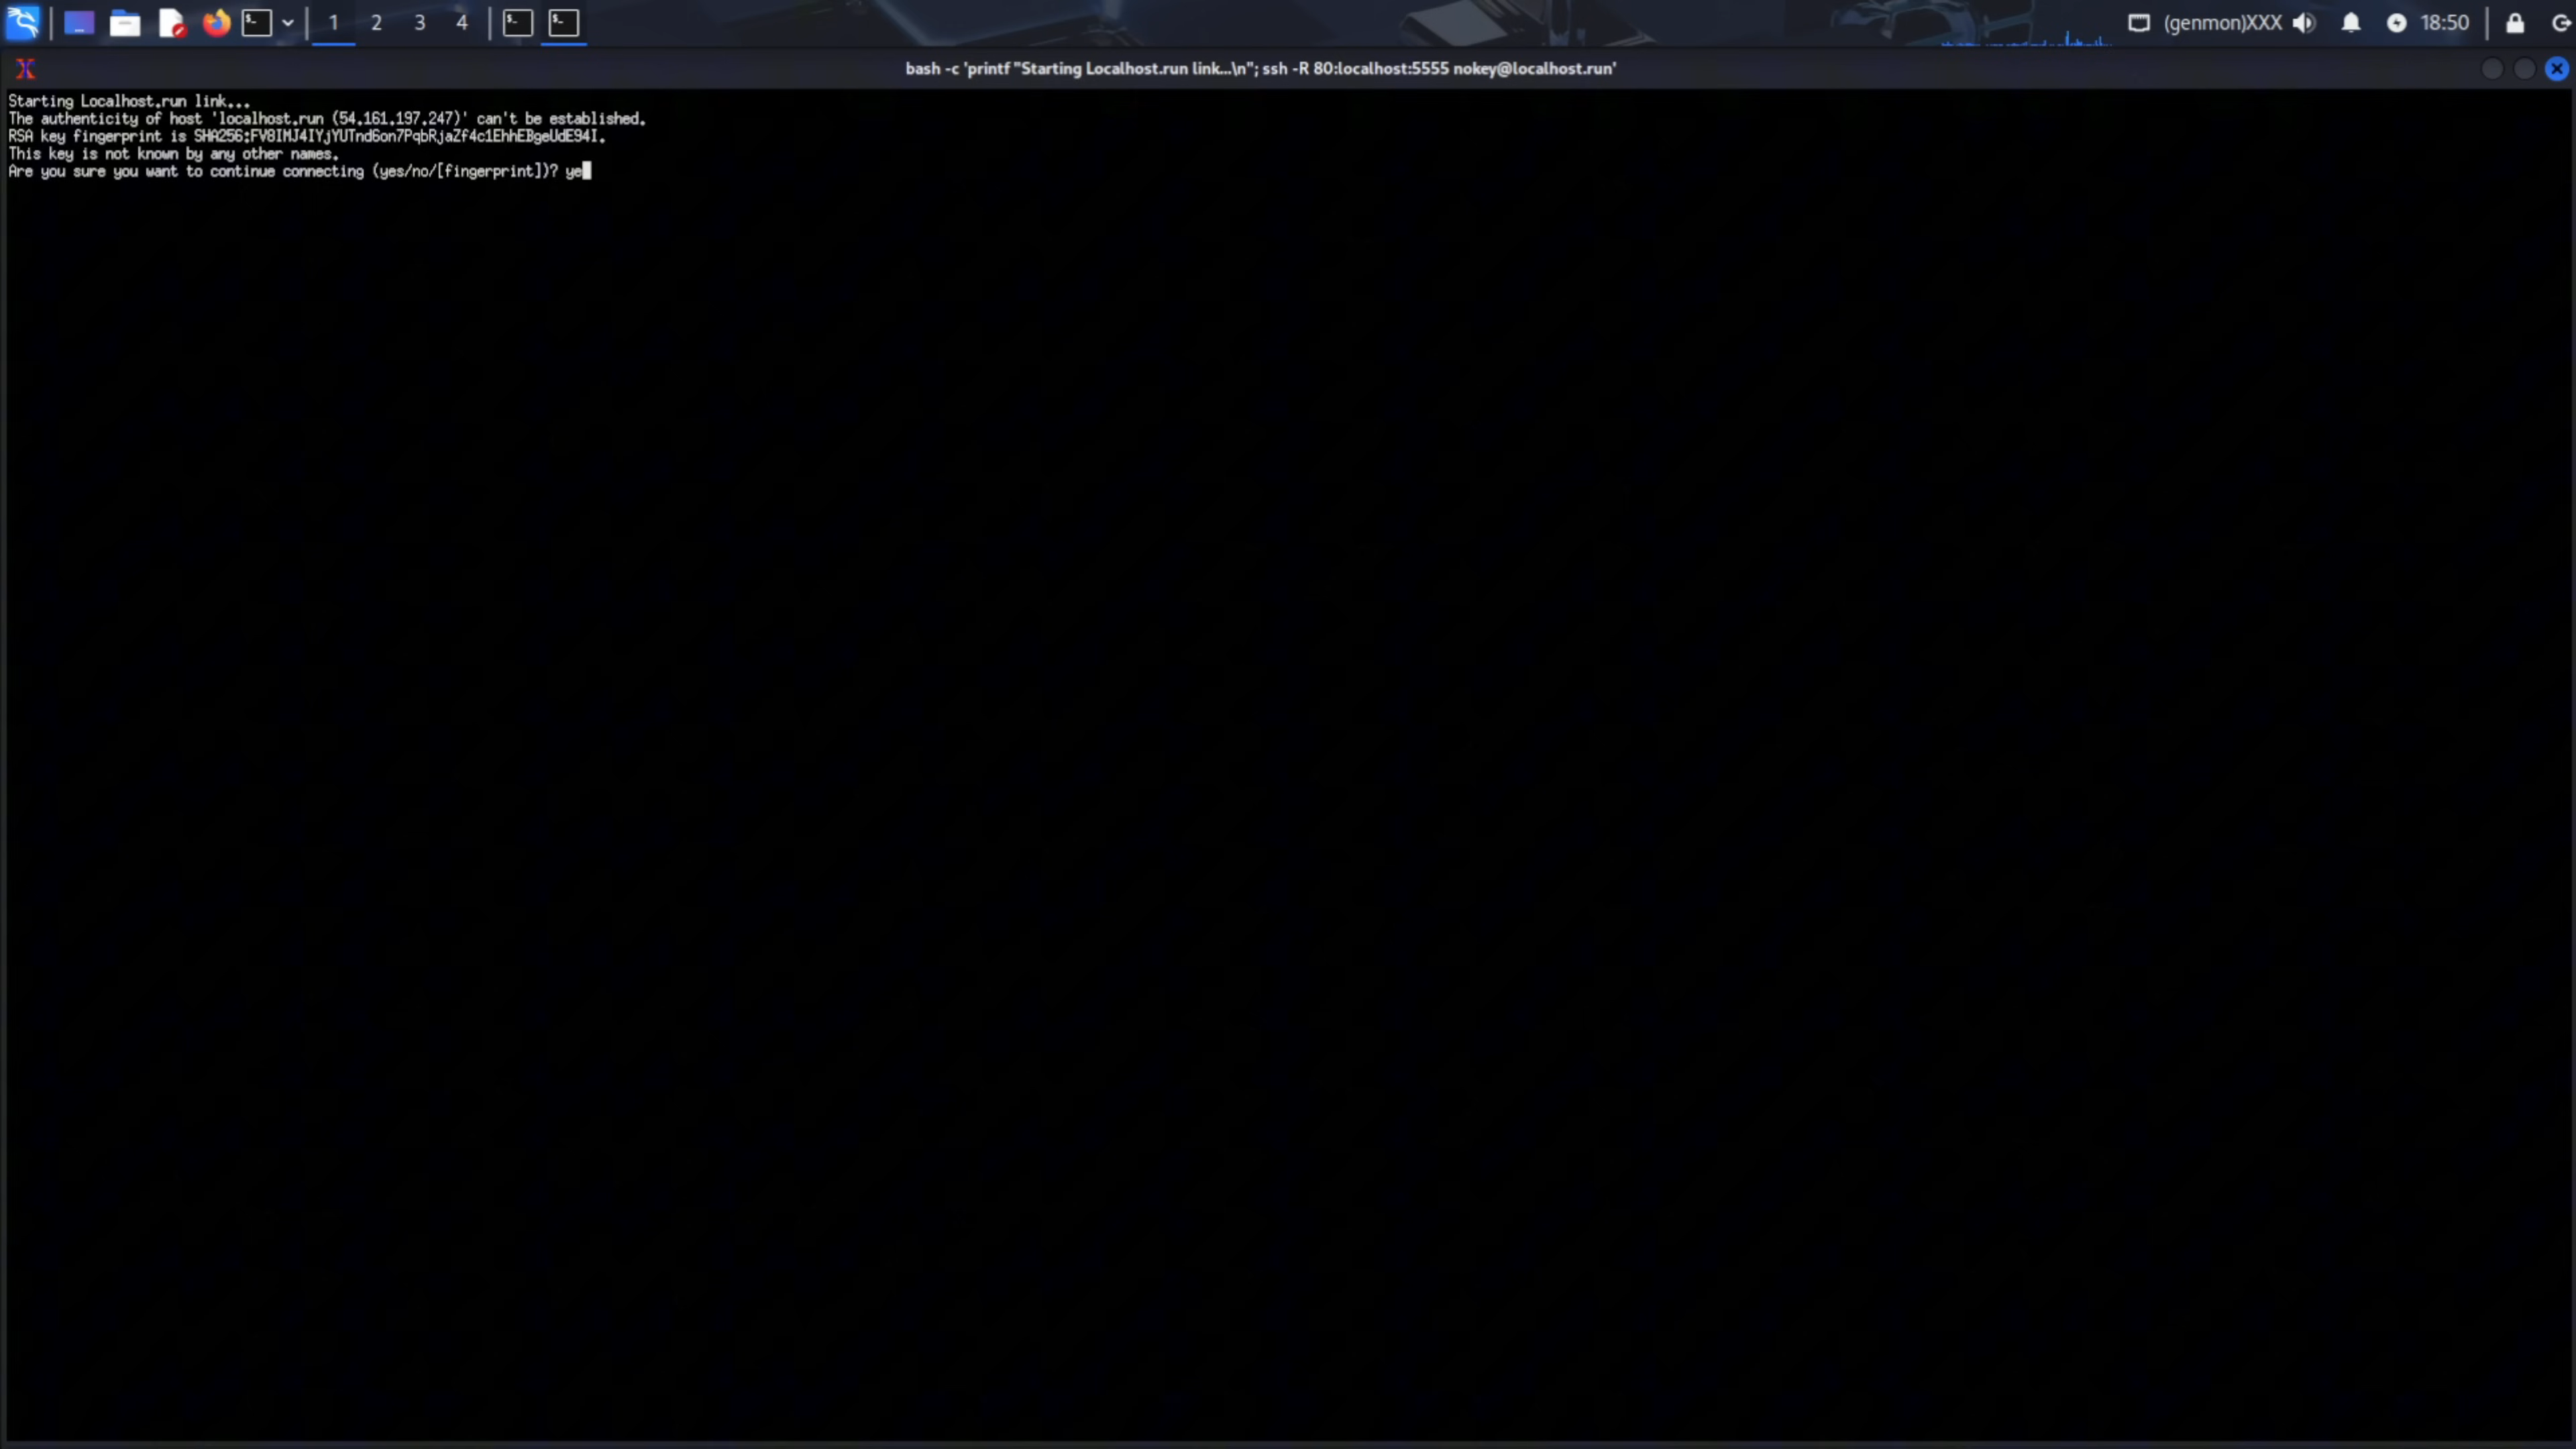 1 2 3 4 (genmon)XXX 18:50
bash -c 'printf "Starting Localhost.run link...\n"; ssh -R 80:localhost:5555 nokey@localhost.run'
Starting Localhost.run link...
The authenticity of host 'localhost.run (54.161.197.247)' can't be established.
RSA key fingerprint is SHA256:FV8IMJ4IYjYUTnd6on7PqbRjaZf4c1EhhEBgeUdE94I.
This key is not known by any other names.
Are you sure you want to continue connecting (yes/no/[fingerprint])? ye